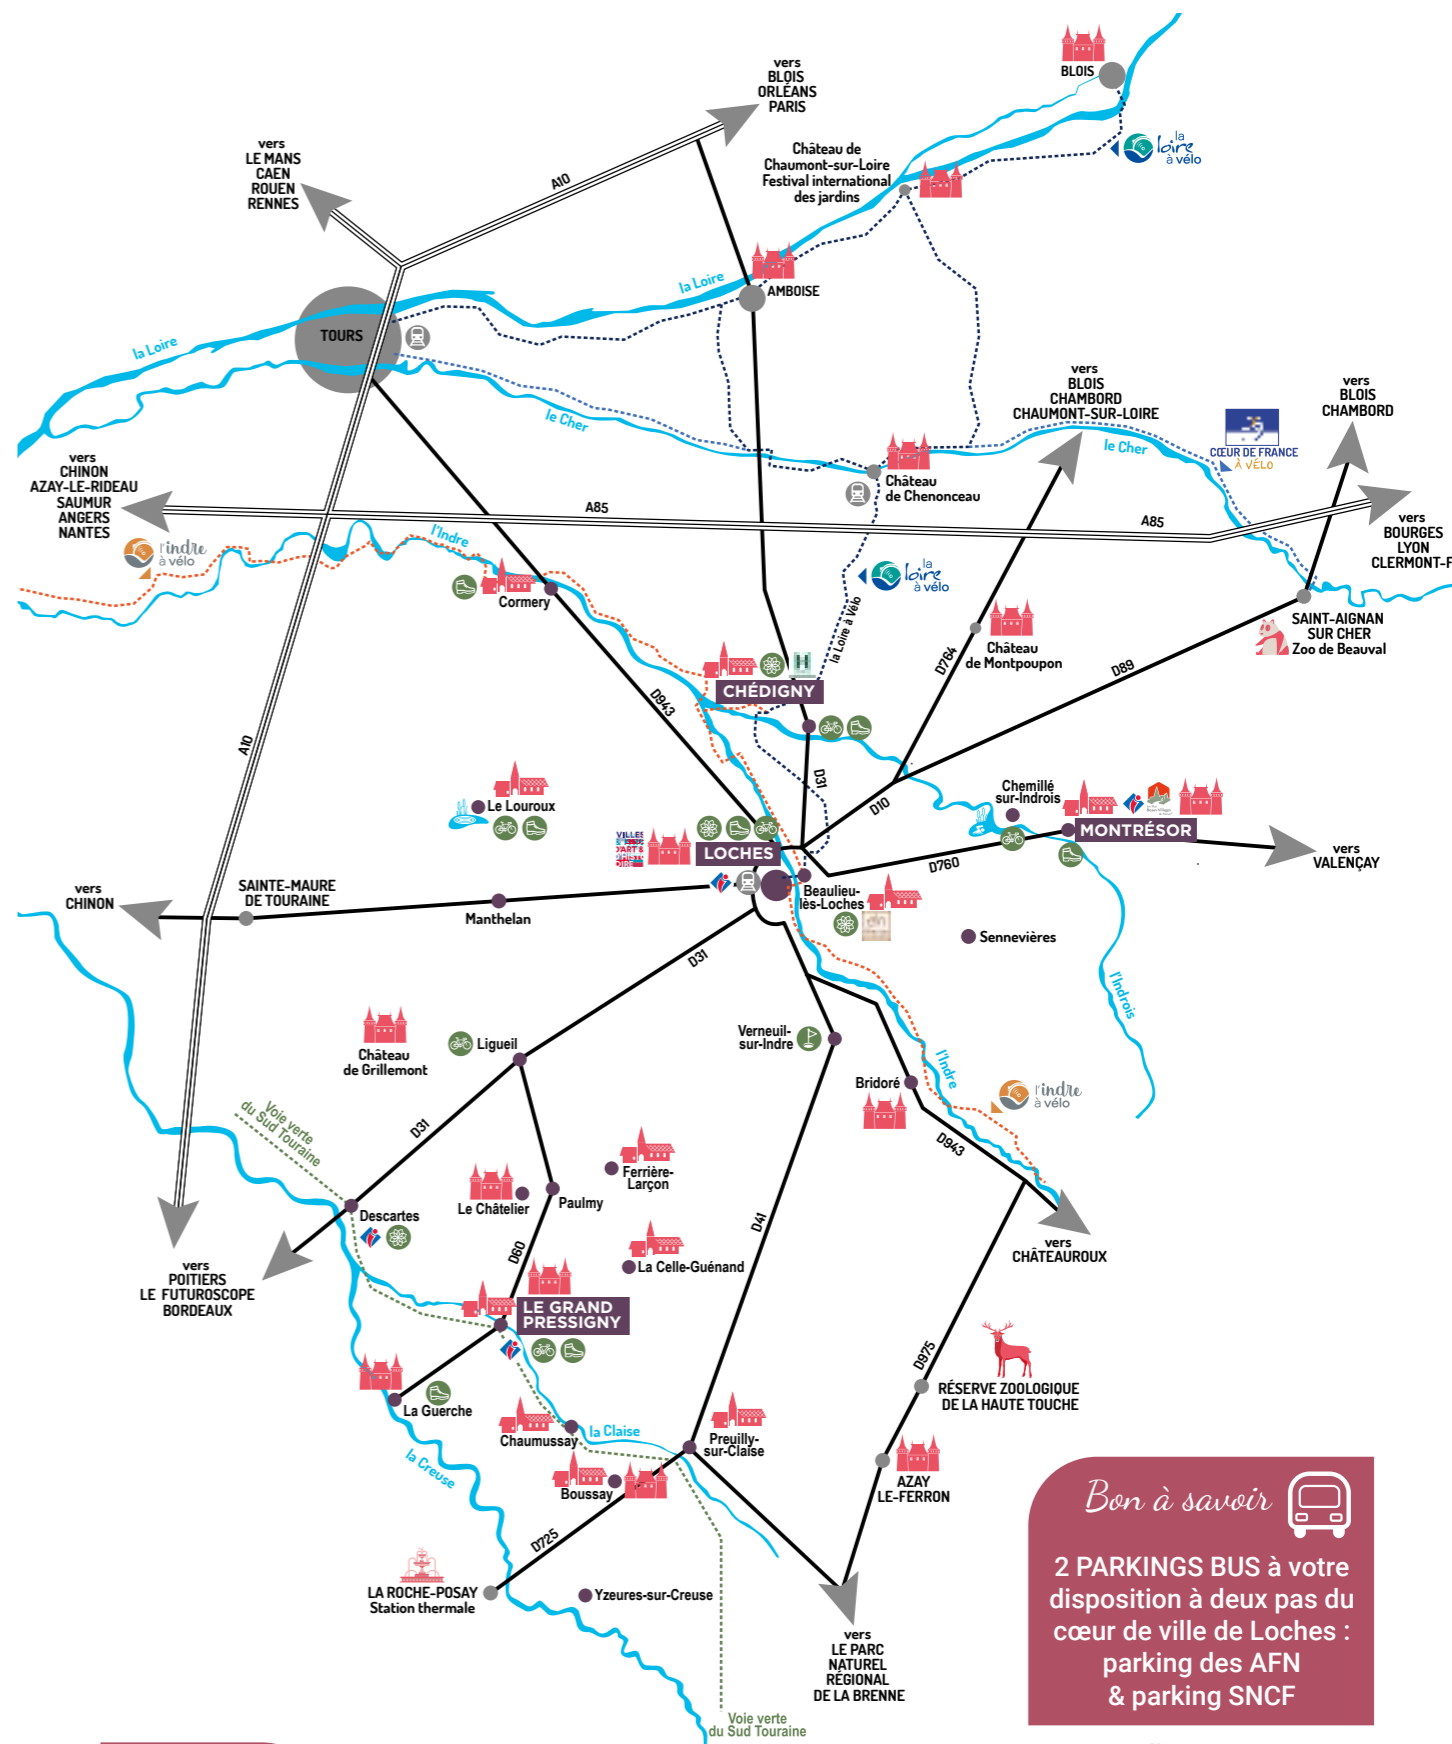 BLOIS
vers
BLOIS
ORLÉANS
PARIS
la
loire
à vélo
vers
LE MANS
CAEN
ROUEN
RENNES
Château de
Chaumont-sur-Loire
Festival international
des jardins
A10
la Loire
AMBOISE
TOURS
la Loire
vers
BLOIS
CHAMBORD
CHAUMONT-SUR-LOIRE
vers
BLOIS
CHAMBORD
le Cher
le Cher
CŒUR DE FRANCE
À VÉLO
vers
CHINON
AZAY-LE-RIDEAU
SAUMUR
ANGERS
NANTES
Château
de Chenonceau
A85
A85
vers
BOURGES
LYON
CLERMONT-F
l'Indre
l'indre
à vélo
la
loire
à vélo
Cormery
la Loire à Vélo
SAINT-AIGNAN
SUR CHER
Zoo de Beauval
Château
de Montpoupon
H
D764
D89
CHÉDIGNY
D943
A10
D31
D10
Le Louroux
Chemillé
sur-Indrois
MONTRÉSOR
VILLES
D'ART &
LOCHES
D760
vers
VALENÇAY
vers
CHINON
SAINTE-MAURE
DE TOURAINE
Manthelan
Beaulieu-
lès-Loches
Sennevières
D31
l'Indrois
Château
de Grillemont
Ligueil
Verneuil-
sur-Indre
l'Indre
Bridoré
l'indre
à vélo
Voie verte
du Sud Touraine
D31
D943
Ferrière-
Larçon
Le Châtelier
Paulmy
Descartes
D41
D60
vers
CHÂTEAUROUX
La Celle-Guénand
vers
POITIERS
LE FUTUROSCOPE
BORDEAUX
LE GRAND
PRESSIGNY
D975
RÉSERVE ZOOLOGIQUE
DE LA HAUTE TOUCHE
La Guerche
Chaumussay
la Claise
Preuilly-
sur-Claise
la Creuse
Boussay
AZAY
LE-FERRON
D725
LA ROCHE-POSAY
Station thermale
Yzeures-sur-Creuse
vers
LE PARC
NATUREL
RÉGIONAL
DE LA BRENNE
Voie verte
du Sud Touraine
Bon à savoir
2 PARKINGS BUS à votre
disposition à deux pas du
cœur de ville de Loches :
parking des AFN
& parking SNCF